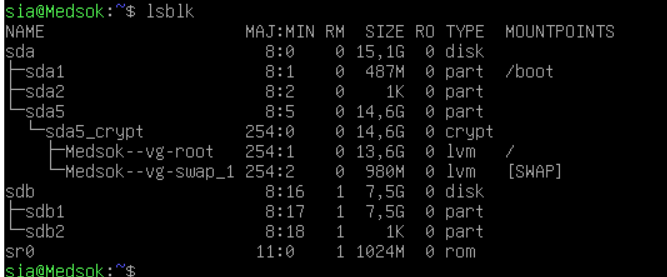 sia@Medsok:~$ lsblk
NAME                    MAJ:MIN RM   SIZE RO TYPE  MOUNTPOINTS
sda                       8:0    0  15,1G  0 disk
├─sda1                    8:1    0   487M  0 part  /boot
├─sda2                    8:2    0     1K  0 part
└─sda5                    8:5    0  14,6G  0 part
  └─sda5_crypt          254:0    0  14,6G  0 crypt
    ├─Medsok--vg-root   254:1    0  13,6G  0 lvm   /
    └─Medsok--vg-swap_1 254:2    0   980M  0 lvm   [SWAP]
sdb                       8:16   1   7,5G  0 disk
├─sdb1                    8:17   1   7,5G  0 part
└─sdb2                    8:18   1     1K  0 part
sr0                      11:0    1  1024M  0 rom
sia@Medsok:~$